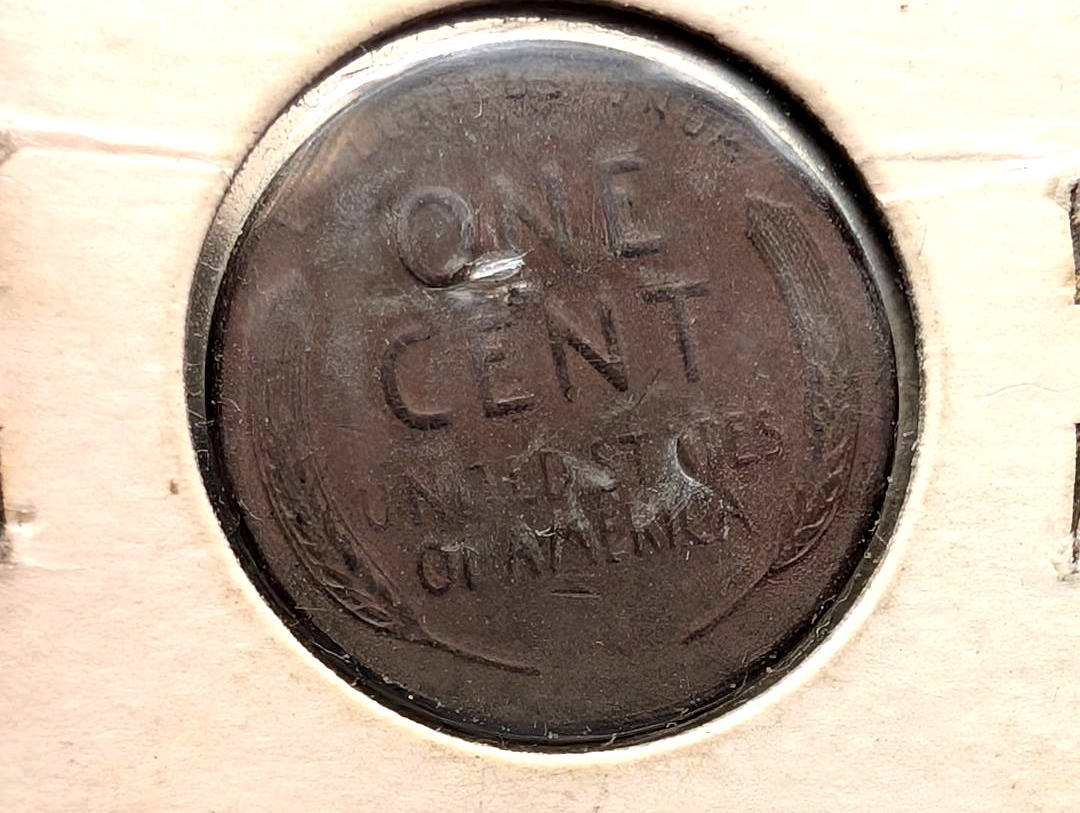 ONE
CENT
UNITED STATES
OF AMERICA